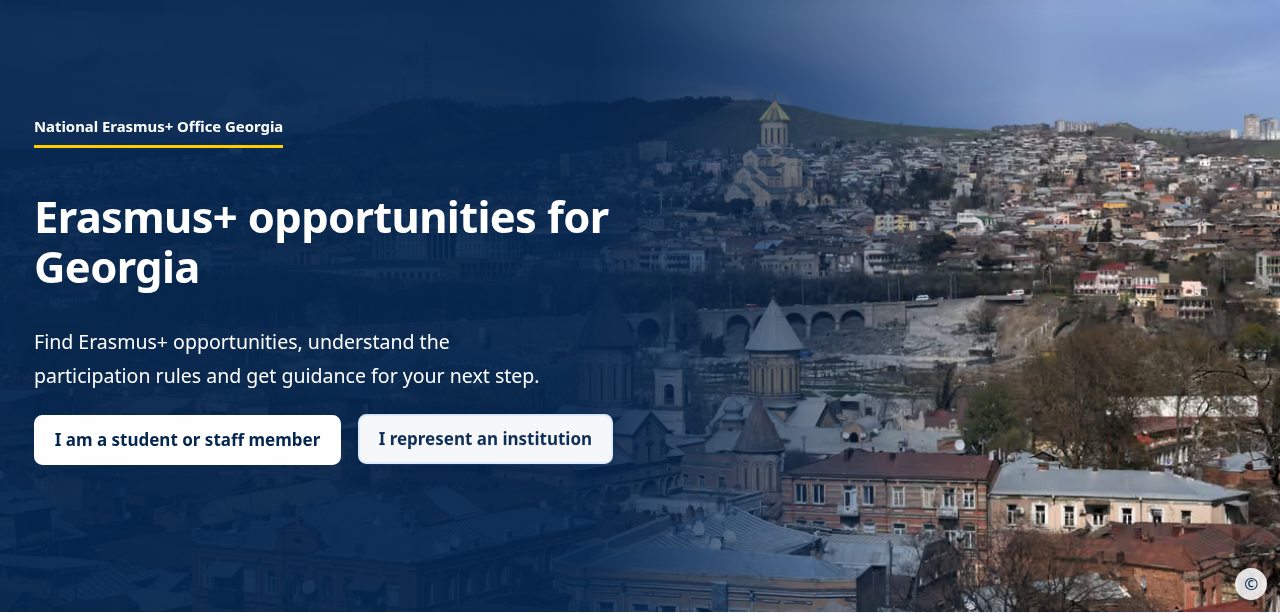 National Erasmus+ Office Georgia
Erasmus+ opportunities for
Georgia
Find Erasmus+ opportunities, understand the
participation rules and get guidance for your next step.
I am a student or staff member
I represent an institution
©